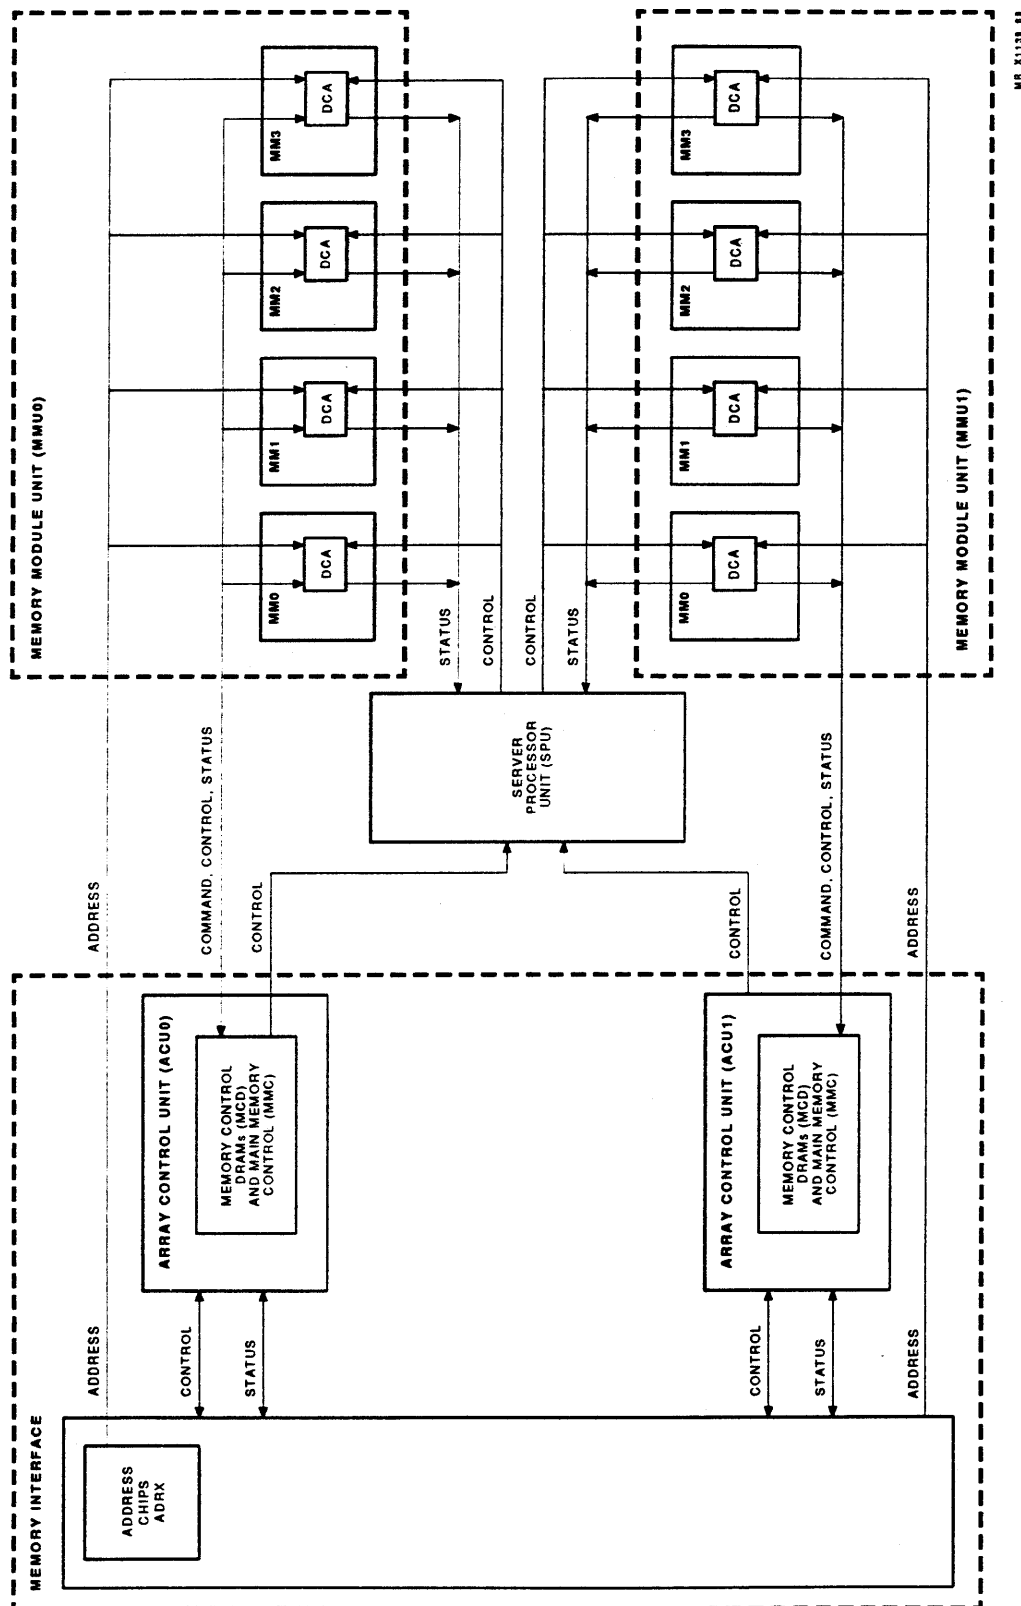 MEMORY INTERFACE
ADDRESS
CHIPS
ADRX
ADDRESS
CONTROL
STATUS
CONTROL
STATUS
ADDRESS
ARRAY CONTROL UNIT (ACU0)
MEMORY CONTROL
DRAMs (MCD)
AND MAIN MEMORY
CONTROL (MMC)
ARRAY CONTROL UNIT (ACU1)
MEMORY CONTROL
DRAMs (MCD)
AND MAIN MEMORY
CONTROL (MMC)
ADDRESS
COMMAND, CONTROL, STATUS
CONTROL
CONTROL
COMMAND, CONTROL, STATUS
ADDRESS
SERVER
PROCESSOR
UNIT (SPU)
STATUS
CONTROL
CONTROL
STATUS
MEMORY MODULE UNIT (MMU0)
MM0
DCA
MM1
DCA
MM2
DCA
MM3
DCA
MM0
DCA
MM1
DCA
MM2
DCA
MM3
DCA
MEMORY MODULE UNIT (MMU1)